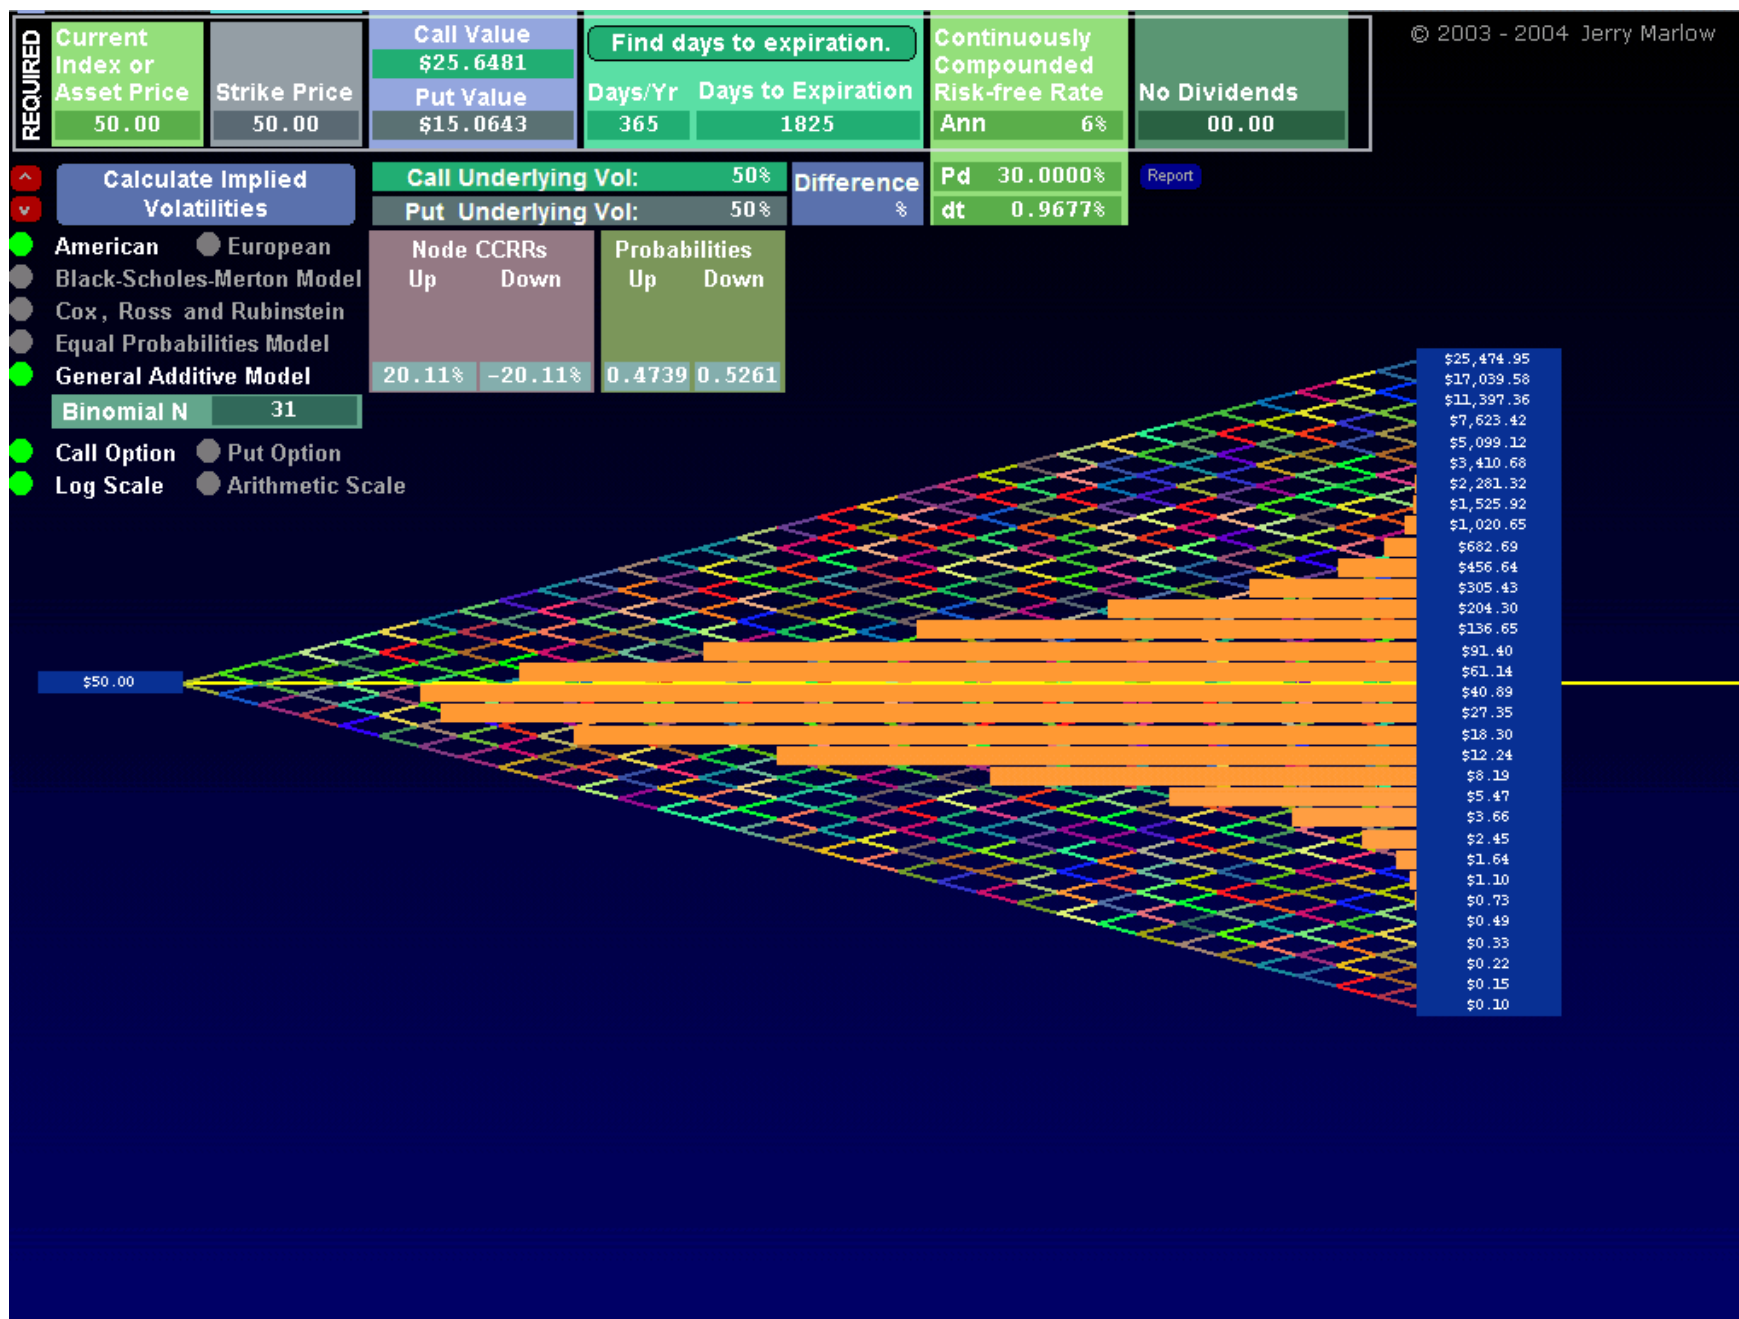 REQUIRED
Current
Index or
Asset Price
50.00
Strike Price
50.00
Call Value
$25.6481
Put Value
$15.0643
Find days to expiration.
Days/Yr Days to Expiration
365 1825
Continuously
Compounded
Risk-free Rate
Ann 6%
No Dividends
00.00
© 2003 - 2004 Jerry Marlow
Calculate Implied
Volatilities
Call Underlying Vol: 50%
Put Underlying Vol: 50%
Difference
%
Pd 30.0000%
dt 0.9677%
Report
American European
Black-Scholes-Merton Model
Cox, Ross and Rubinstein
Equal Probabilities Model
General Additive Model
Binomial N 31
Call Option Put Option
Log Scale Arithmetic Scale
Node CCRRs
Up Down
20.11% -20.11%
Probabilities
Up Down
0.4739 0.5261
$50.00
$25,474.95
$17,039.58
$11,397.36
$7,623.42
$5,099.12
$3,410.68
$2,281.32
$1,525.92
$1,020.65
$682.69
$456.64
$305.43
$204.30
$136.65
$91.40
$61.14
$40.89
$27.35
$18.30
$12.24
$8.19
$5.47
$3.66
$2.45
$1.64
$1.10
$0.73
$0.49
$0.33
$0.22
$0.15
$0.10